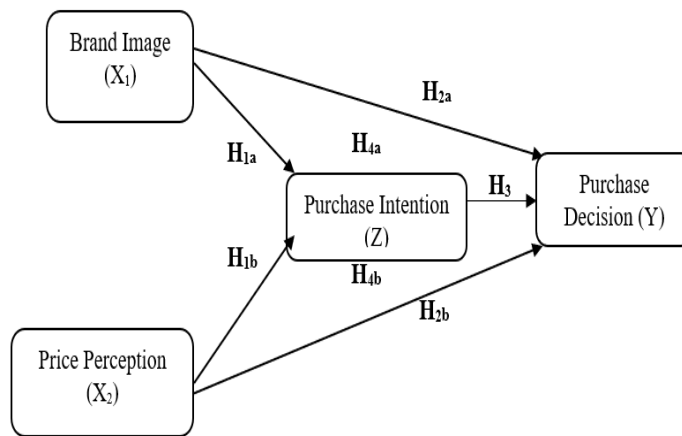 Brand Image
(X₁)
H₂ₐ
H₁ₐ
H₄ₐ
Purchase Intention
(Z)
H₃
Purchase
Decision (Y)
H₁b
H₄b
H₂b
Price Perception
(X₂)